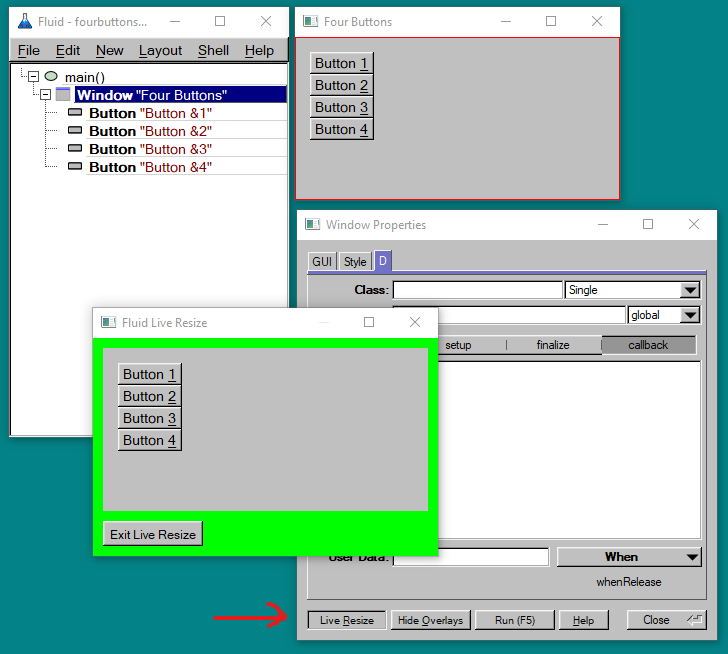 Fluid - fourbuttons...
File Edit New Layout Shell Help
main()
Window "Four Buttons"
Button "Button &1"
Button "Button &2"
Button "Button &3"
Button "Button &4"
Four Buttons
Button 1
Button 2
Button 3
Button 4
Window Properties
GUI Style D
Class: Single
global
setup | finalize callback
User Data: When
whenRelease
Live Resize Hide Overlays Run (F5) Help Close
Fluid Live Resize
Button 1
Button 2
Button 3
Button 4
Exit Live Resize